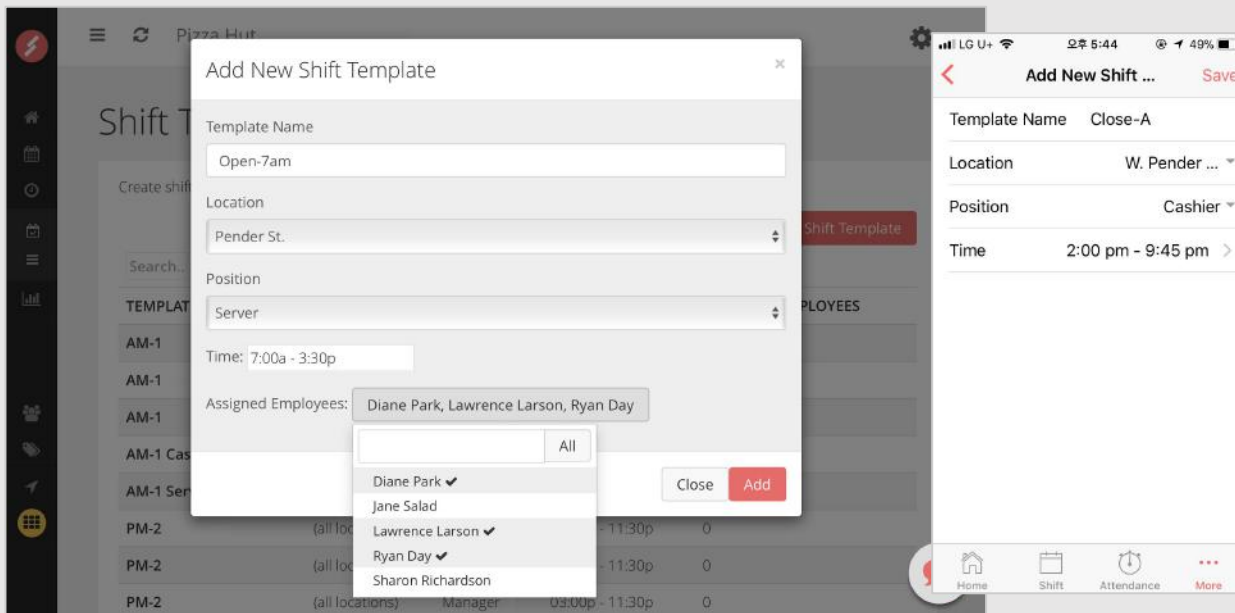 Pizza Hut
Shift T
Create shift
Shift Template
Search..
TEMPLAT
PLOYEES
AM-1
AM-1
AM-1
AM-1 Cas
AM-1 Ser
PM-2 (all loc - 11:30p 0
PM-2 (all loc - 11:30p 0
PM-2 (all locations) Manager 03:00p - 11:30p 0
Add New Shift Template ×
Template Name
Open-7am
Location
Pender St.
Position
Server
Time: 7:00a - 3:30p
Assigned Employees: Diane Park, Lawrence Larson, Ryan Day
All
Diane Park ✔
Jane Salad
Lawrence Larson ✔
Ryan Day ✔
Sharon Richardson
Close Add
LG U+ 오후 5:44 49%
Add New Shift ... Save
Template Name Close-A
Location W. Pender ...
Position Cashier
Time 2:00 pm - 9:45 pm
Home Shift Attendance More